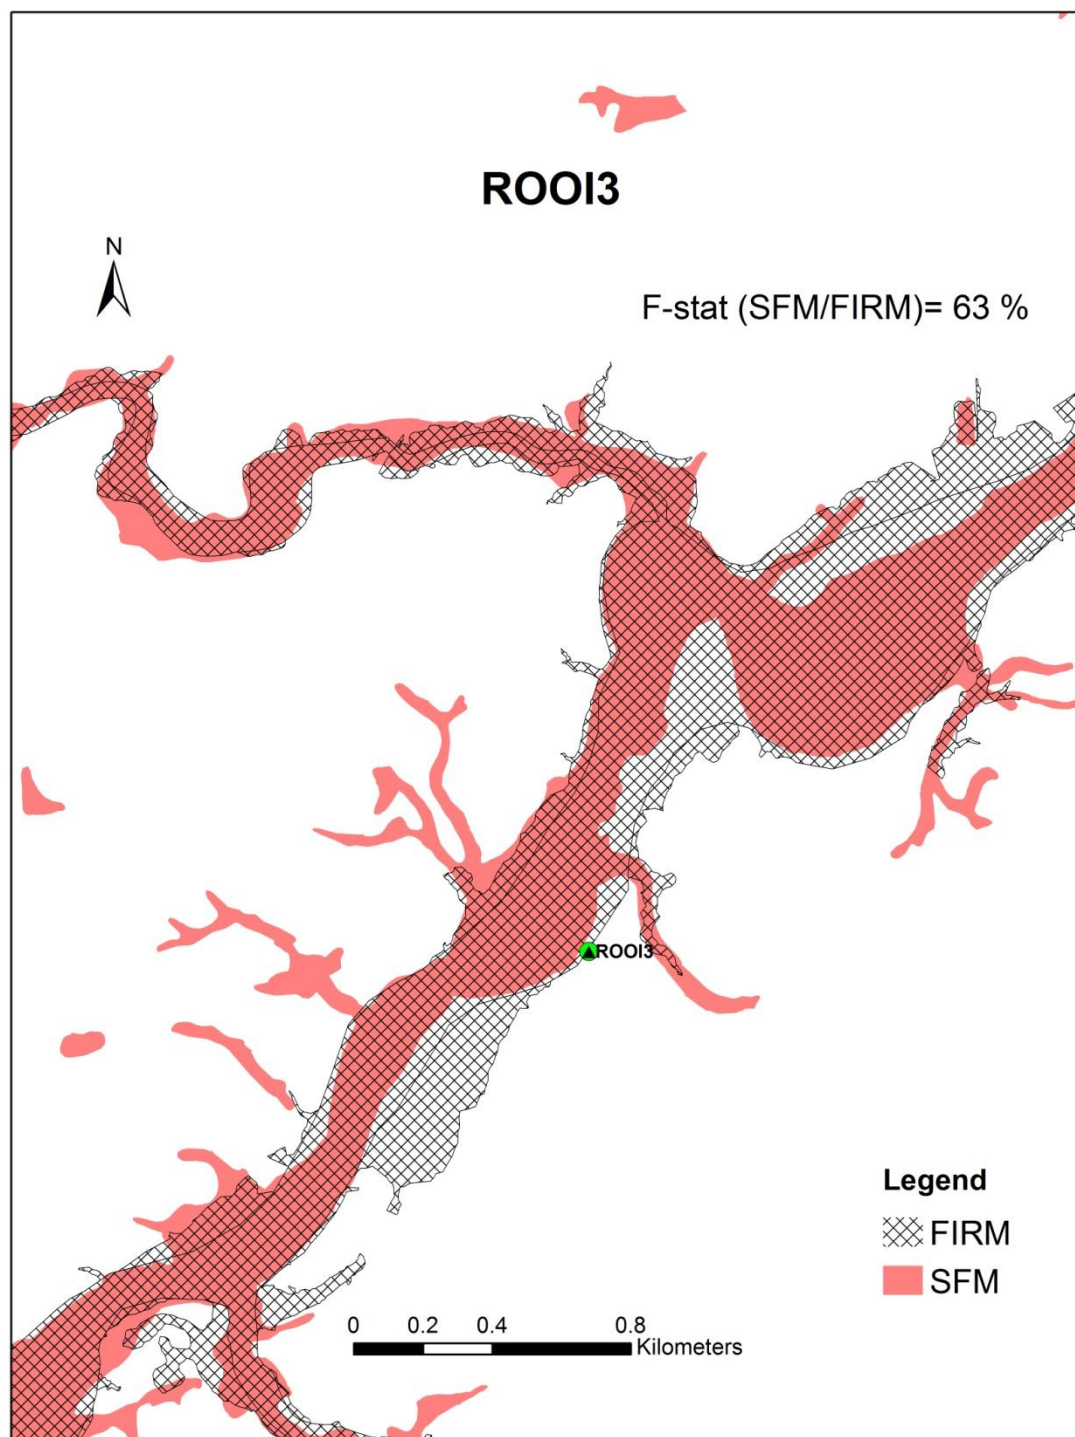 ROOI3
N
F-stat (SFM/FIRM)= 63 %
ROOI3
Legend
FIRM
SFM
0 0.2 0.4 0.8
Kilometers